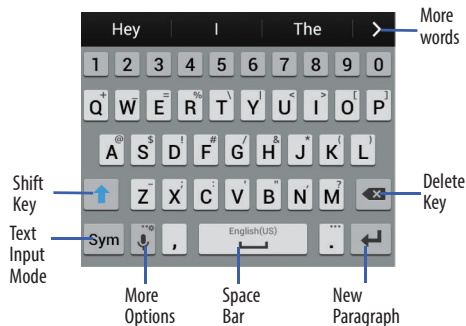 More
words
Hey I The
1 2 3 4 5 6 7 8 9 0
Q+ W_ E= R% T\ Y| U< I> O[ P]
A@ S$ D! F# G/ H& J* K( L)
Shift
Key
Z- X' C: V' B" N, M?
Delete
Key
Text
Input
Mode
Sym , English(US) . ...
More
Options
Space
Bar
New
Paragraph